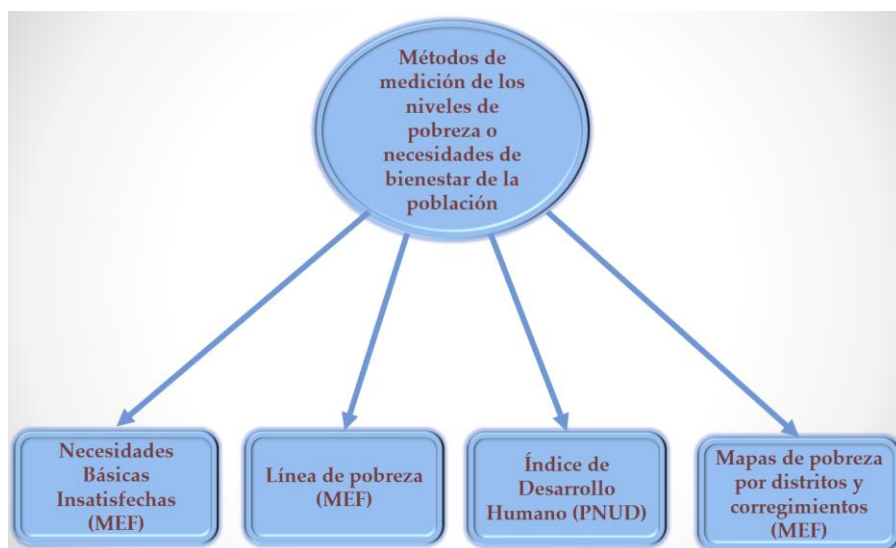 Métodos de
medición de los
niveles de
pobreza o
necesidades de
bienestar de la
población
Necesidades
Básicas
Insatisfechas
(MEF)
Línea de pobreza
(MEF)
Índice de
Desarrollo
Humano (PNUD)
Mapas de pobreza
por distritos y
corregimientos
(MEF)